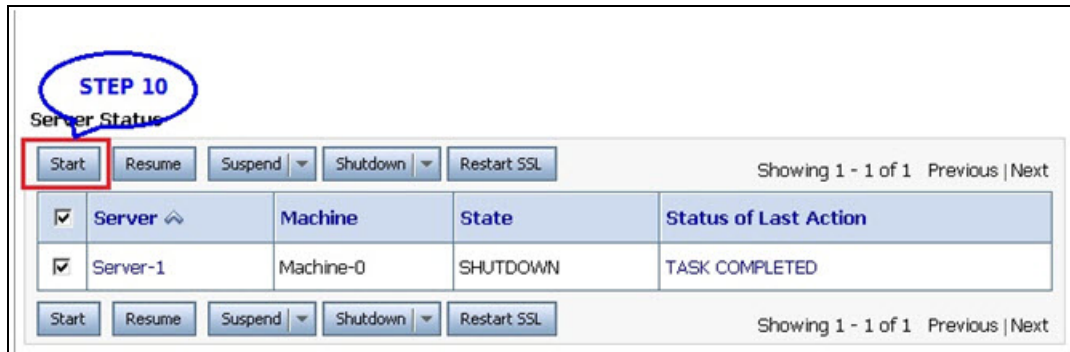 STEP 10
Server Status
Start Resume Suspend Shutdown Restart SSL Showing 1 - 1 of 1 Previous | Next
Server Machine State Status of Last Action
Server-1 Machine-0 SHUTDOWN TASK COMPLETED
Start Resume Suspend Shutdown Restart SSL Showing 1 - 1 of 1 Previous | Next